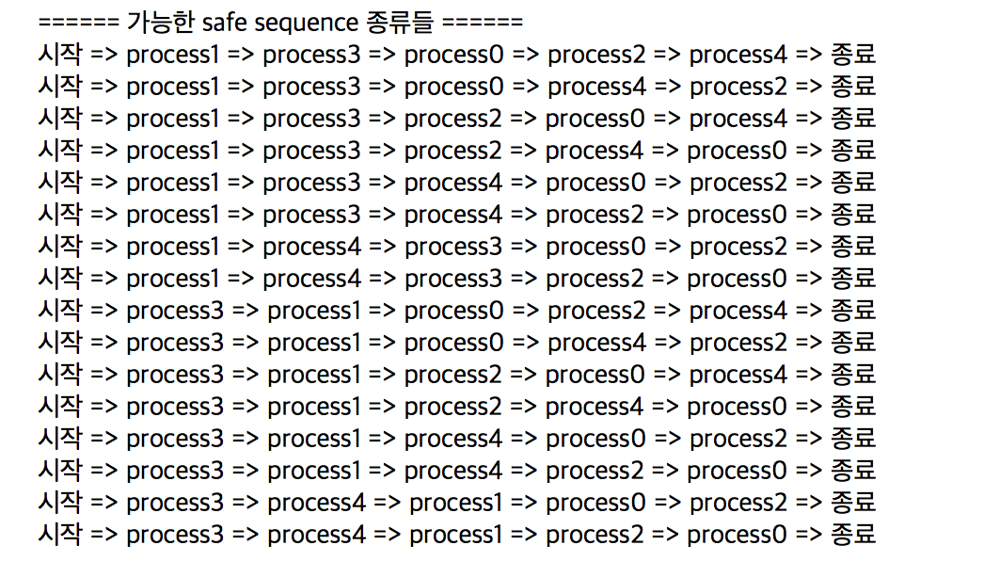 ====== 가능한 safe sequence 종류들 ======
시작 => process1 => process3 => process0 => process2 => process4 => 종료
시작 => process1 => process3 => process0 => process4 => process2 => 종료
시작 => process1 => process3 => process2 => process0 => process4 => 종료
시작 => process1 => process3 => process2 => process4 => process0 => 종료
시작 => process1 => process3 => process4 => process0 => process2 => 종료
시작 => process1 => process3 => process4 => process2 => process0 => 종료
시작 => process1 => process4 => process3 => process0 => process2 => 종료
시작 => process1 => process4 => process3 => process2 => process0 => 종료
시작 => process3 => process1 => process0 => process2 => process4 => 종료
시작 => process3 => process1 => process0 => process4 => process2 => 종료
시작 => process3 => process1 => process2 => process0 => process4 => 종료
시작 => process3 => process1 => process2 => process4 => process0 => 종료
시작 => process3 => process1 => process4 => process0 => process2 => 종료
시작 => process3 => process1 => process4 => process2 => process0 => 종료
시작 => process3 => process4 => process1 => process0 => process2 => 종료
시작 => process3 => process4 => process1 => process2 => process0 => 종료